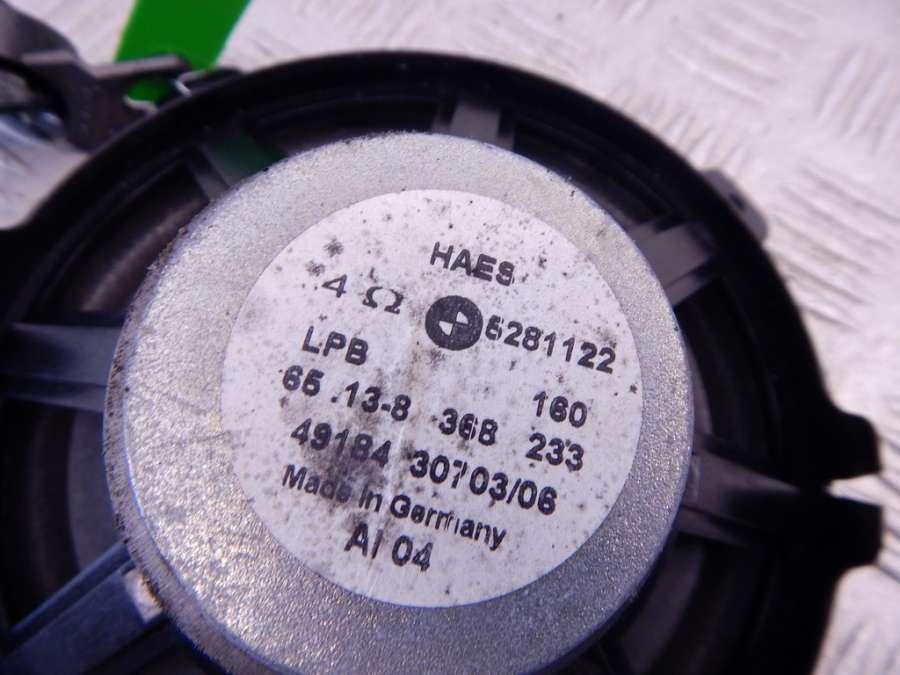 HAES
4 Ω 6281122
LPB 160
65.13-8 368 233
49184 30703/06
Made in Germany
AI 04